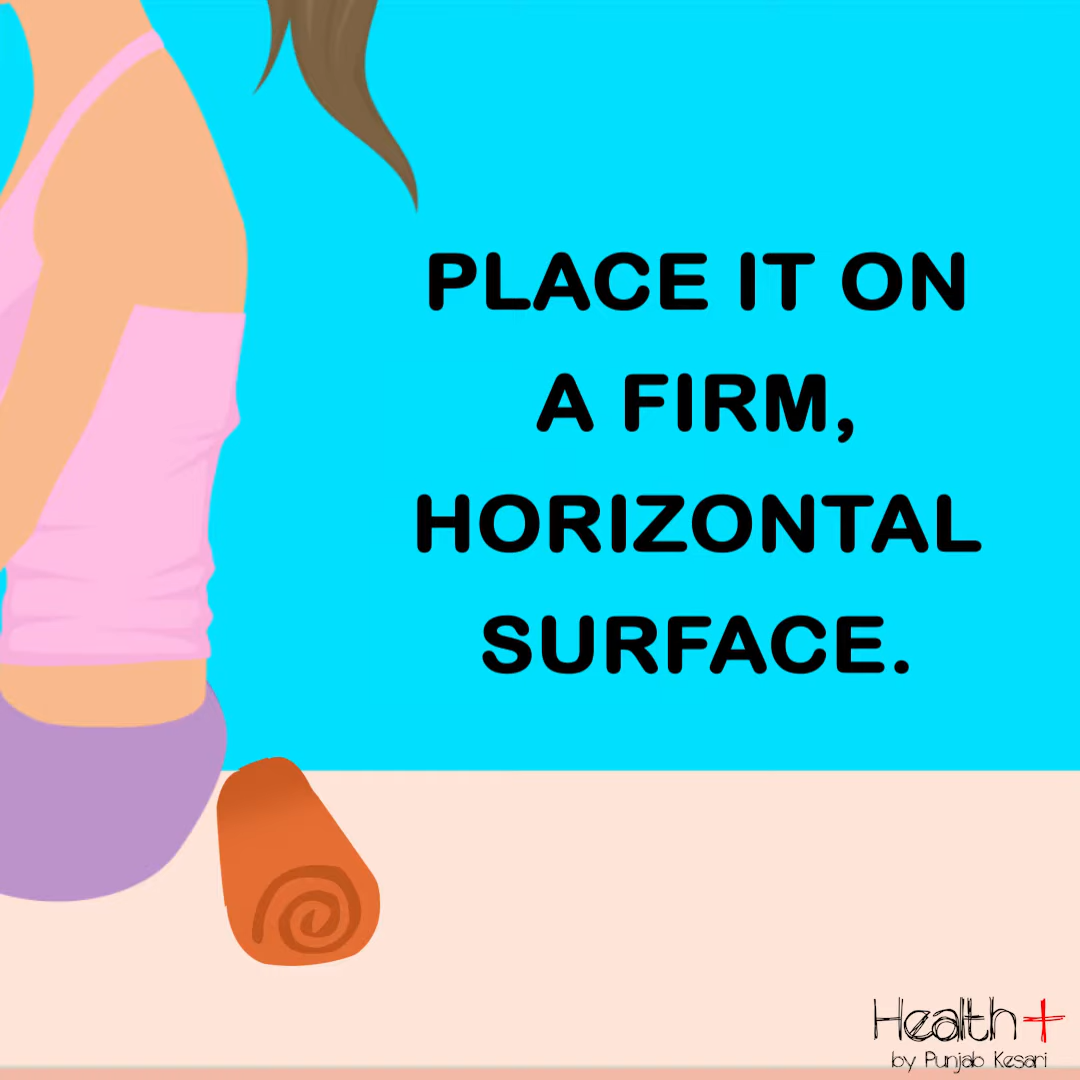 PLACE IT ON
A FIRM,
HORIZONTAL
SURFACE.
Health+
by Punjab Kesari